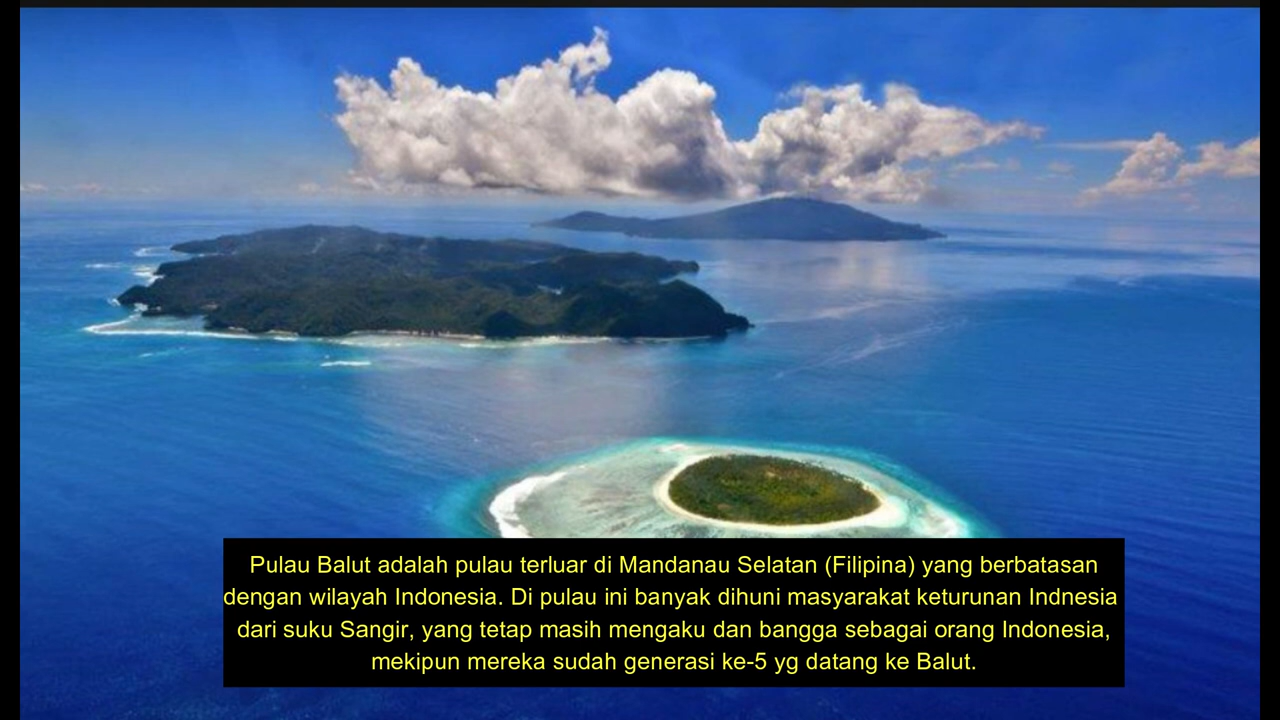 Pulau Balut adalah pulau terluar di Mandanau Selatan (Filipina) yang berbatasan
dengan wilayah Indonesia. Di pulau ini banyak dihuni masyarakat keturunan Indnesia
dari suku Sangir, yang tetap masih mengaku dan bangga sebagai orang Indonesia,
mekipun mereka sudah generasi ke-5 yg datang ke Balut.